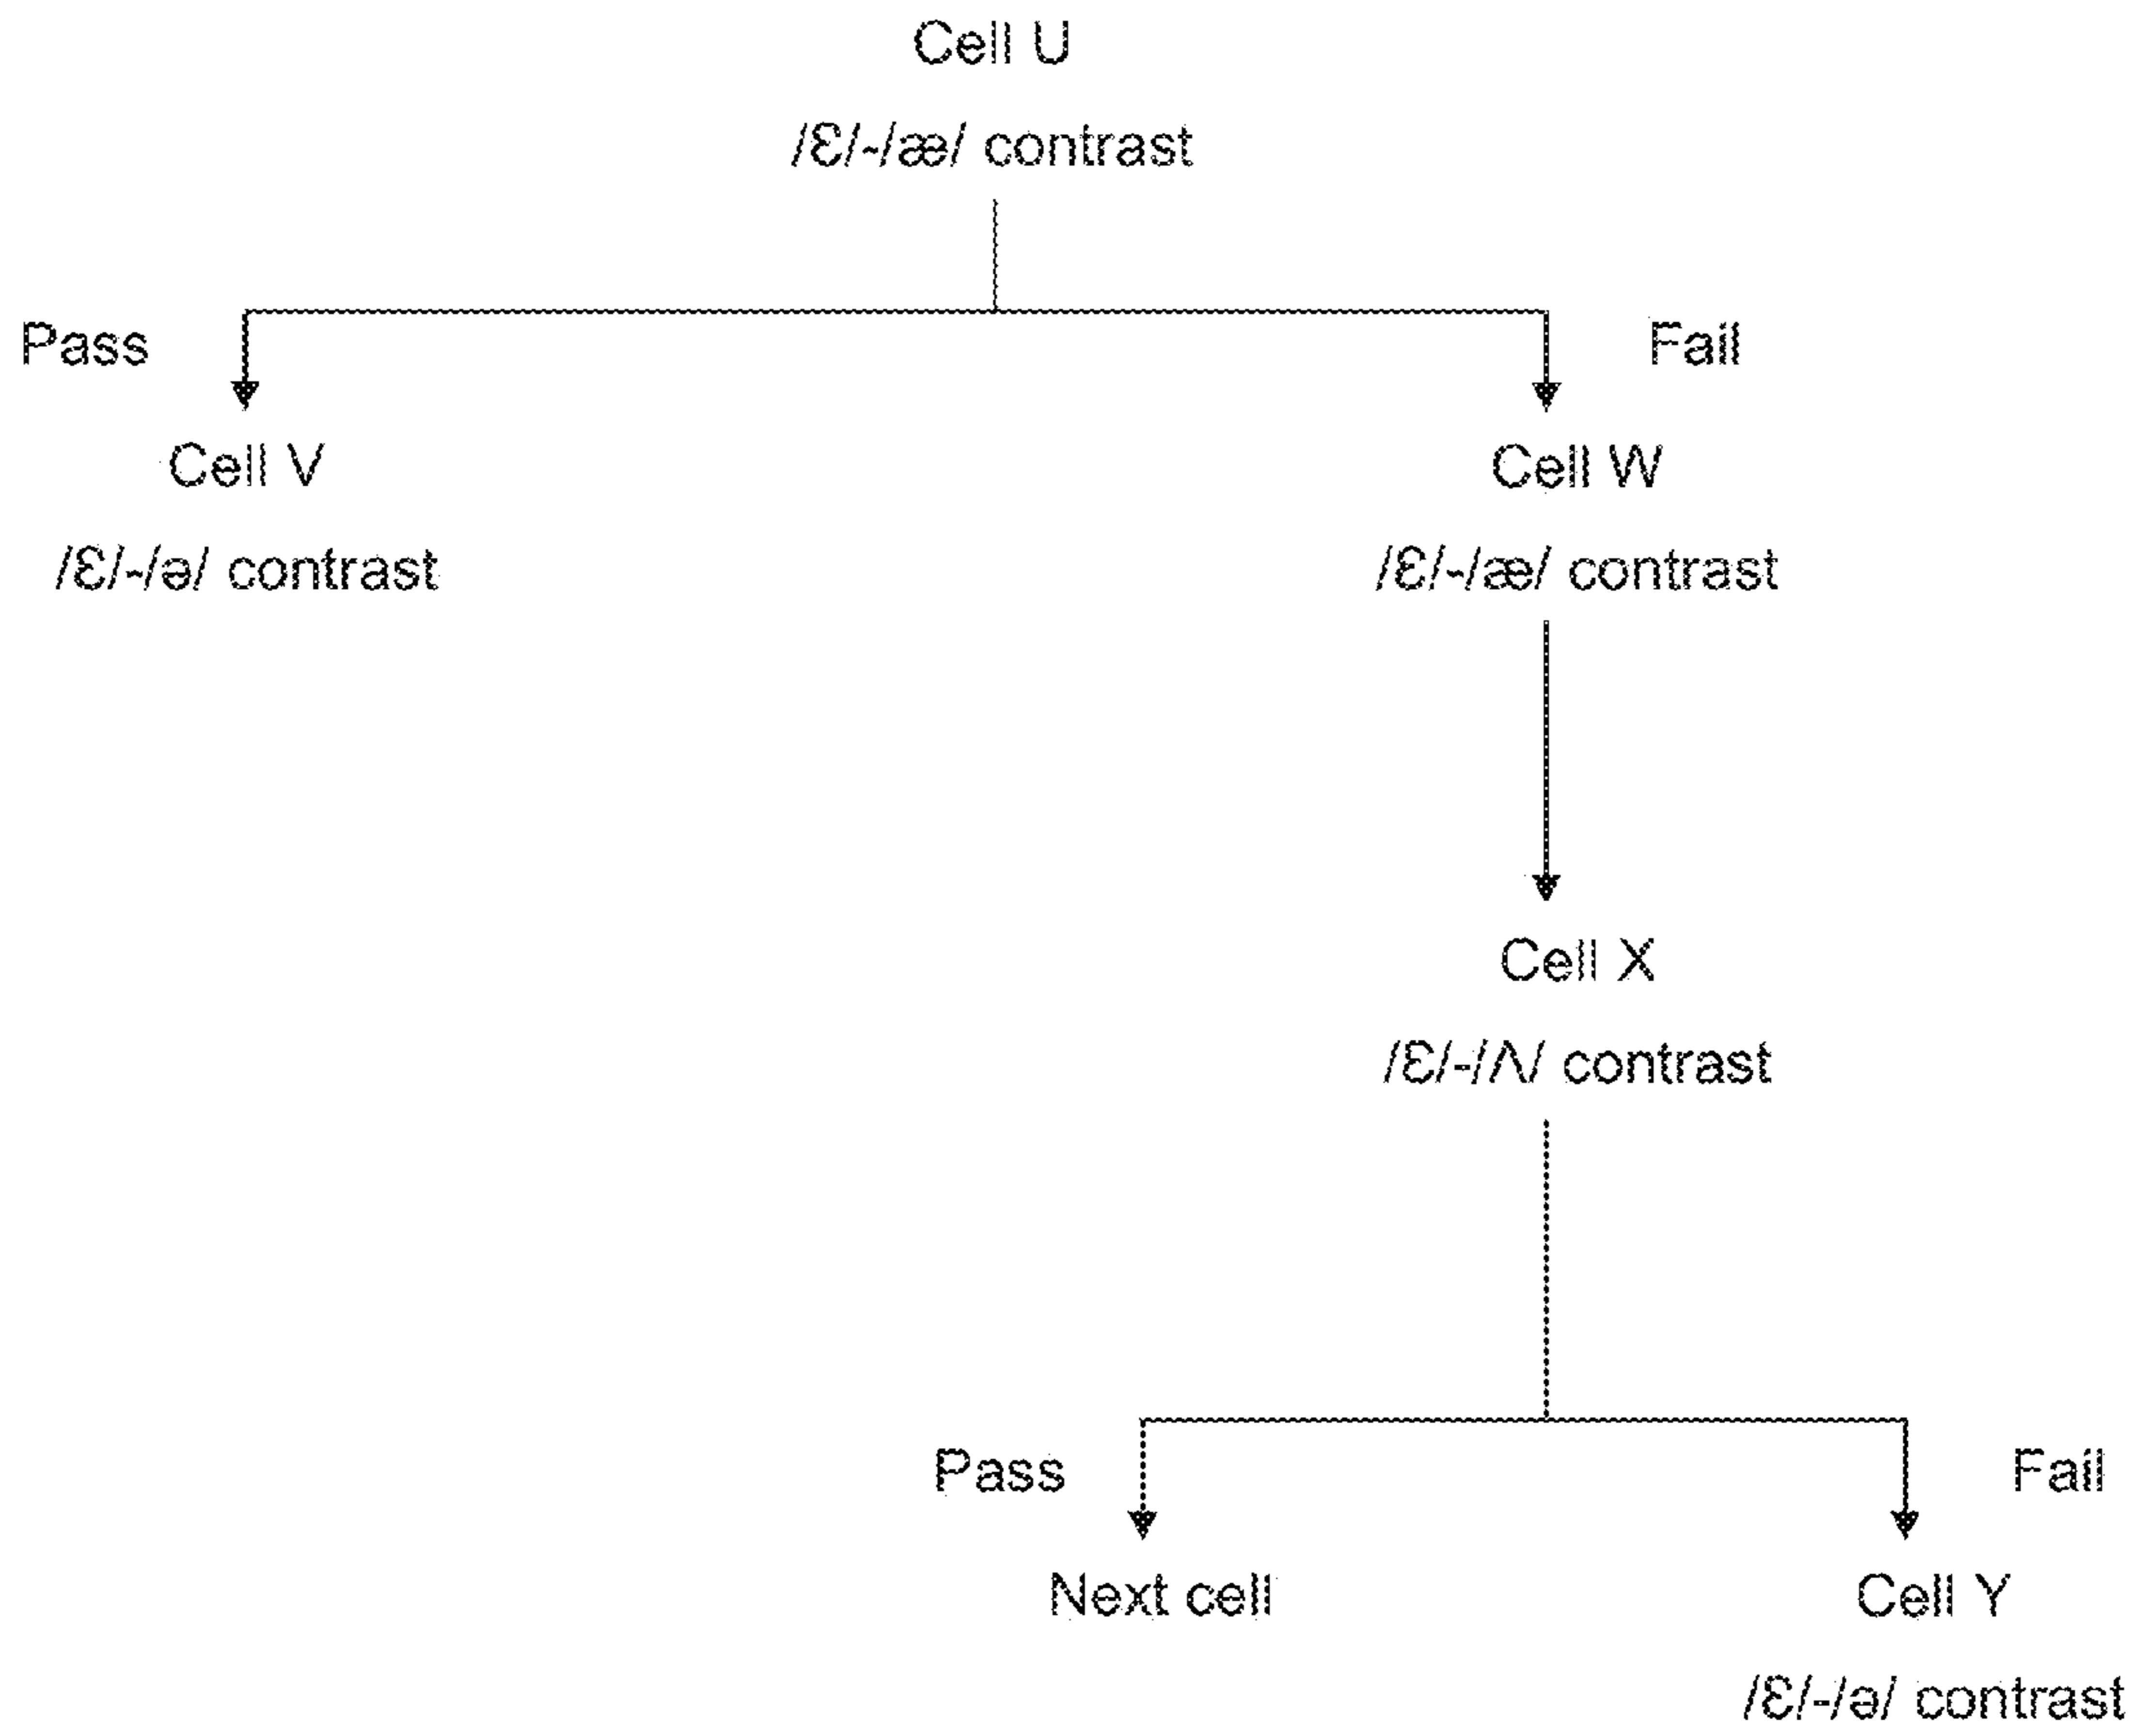 Cell U
/Ɛ/-/æ/ contrast
Pass
Fail
Cell V
Cell W
/Ɛ/-/ə/ contrast
/Ɛ/-/æ/ contrast
Cell X
/Ɛ/-/Ʌ/ contrast
Pass
Fail
Next cell
Cell Y
/Ɛ/-/ə/ contrast